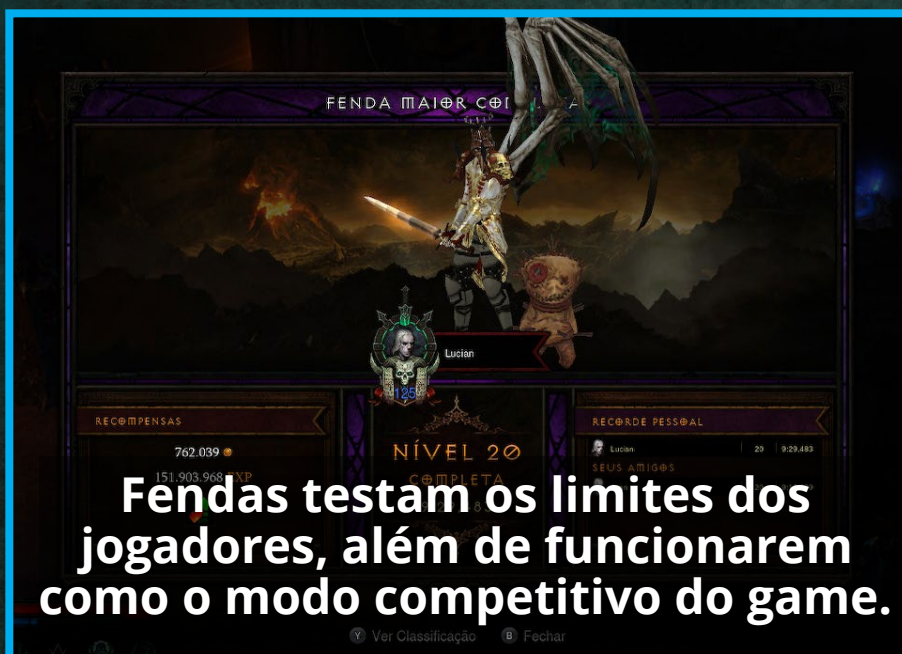 FENDA MAIOR
Lucian
125
RECOMPENSAS
762.039
151.903.968 EXP
NÍVEL 20
COMPLETA
RECORDE PESSOAL
Lucian 20 9:29,483
SEUS AMIGOS
Fendas testam os limites dos
jogadores, além de funcionarem
como o modo competitivo do game.
Y Ver Classificação B Fechar